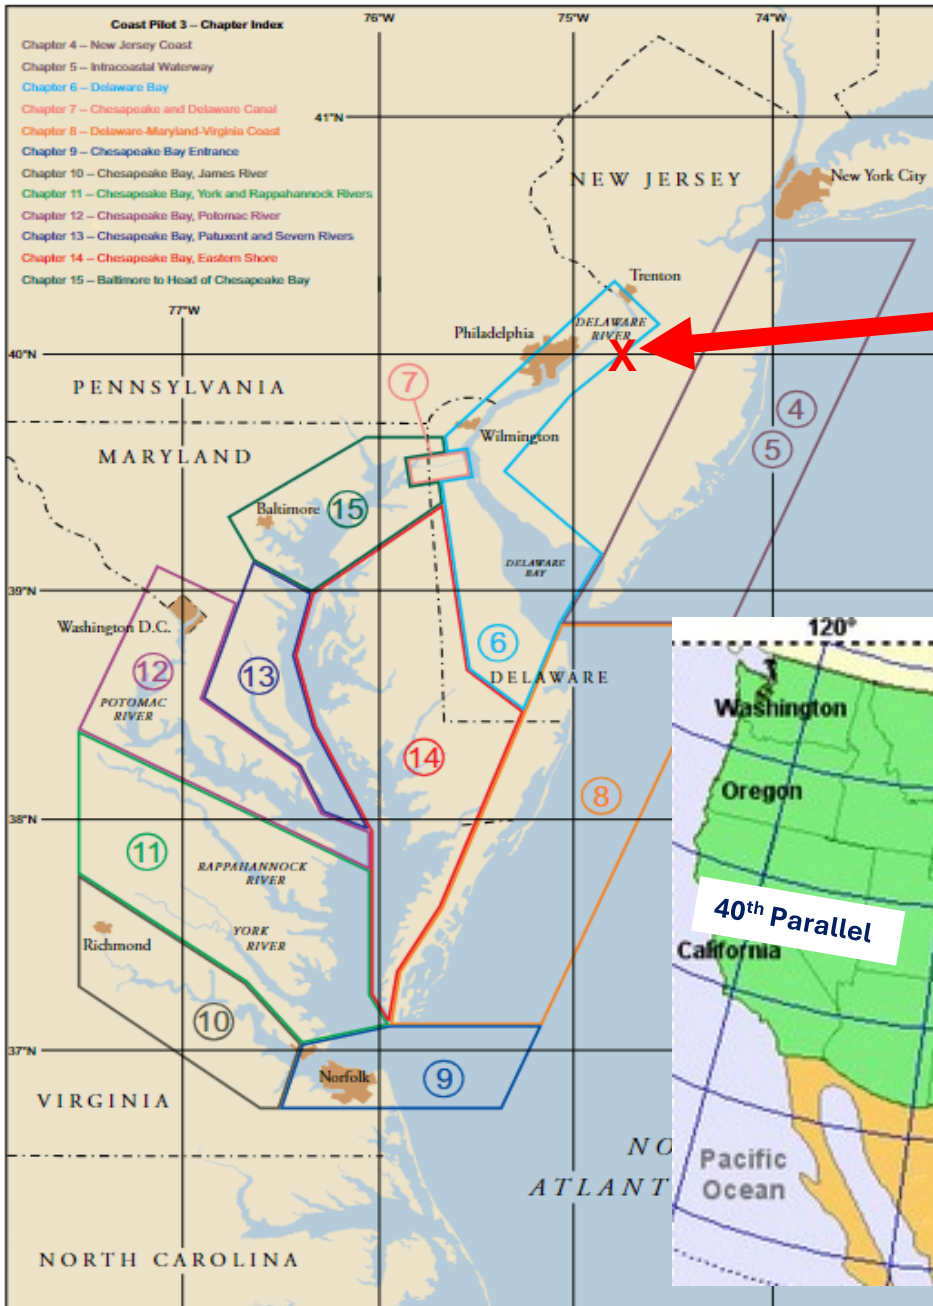 76°W
75°W
74°W
Coast Pilot 3 – Chapter Index
Chapter 4 – New Jersey Coast
Chapter 5 – Intracoastal Waterway
Chapter 6 – Delaware Bay
Chapter 7 – Chesapeake and Delaware Canal
Chapter 8 – Delaware-Maryland-Virginia Coast
Chapter 9 – Chesapeake Bay Entrance
Chapter 10 – Chesapeake Bay, James River
Chapter 11 – Chesapeake Bay, York and Rappahannock Rivers
Chapter 12 – Chesapeake Bay, Potomac River
Chapter 13 – Chesapeake Bay, Patuxent and Severn Rivers
Chapter 14 – Chesapeake Bay, Eastern Shore
Chapter 15 – Baltimore to Head of Chesapeake Bay
41°N
NEW JERSEY
New York City
Trenton
77°W
DELAWARE
RIVER
Philadelphia
X
40°N
PENNSYLVANIA
7
4
5
Wilmington
MARYLAND
Baltimore
15
DELAWARE
BAY
39°N
Washington D.C.
12
13
6
DELAWARE
POTOMAC
RIVER
14
8
38°N
11
RAPPAHANNOCK
RIVER
YORK
RIVER
Richmond
10
37°N
9
Norfolk
VIRGINIA
NO
ATLANT
NORTH CAROLINA
120°
Washington
Oregon
40th Parallel
California
Pacific
Ocean